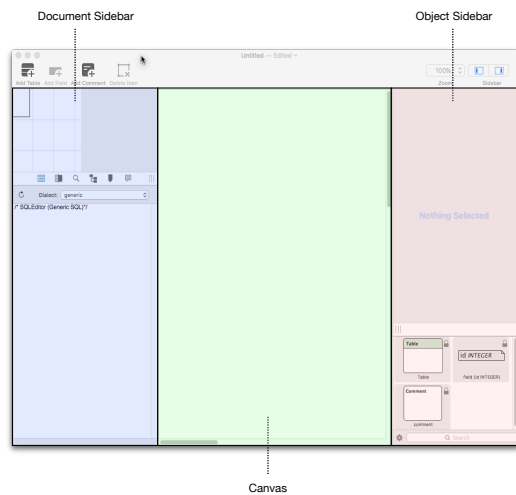 Document Sidebar
Object Sidebar
Untitled — Edited
100%
Add Table Add Field Add Comment Delete Item
Zoom
Sidebar
Dialect: generic
/* SQLEditor (Generic SQL)*/
Nothing Selected
Table
id INTEGER
Table
field (id INTEGER)
Comment
comment
Search
Canvas